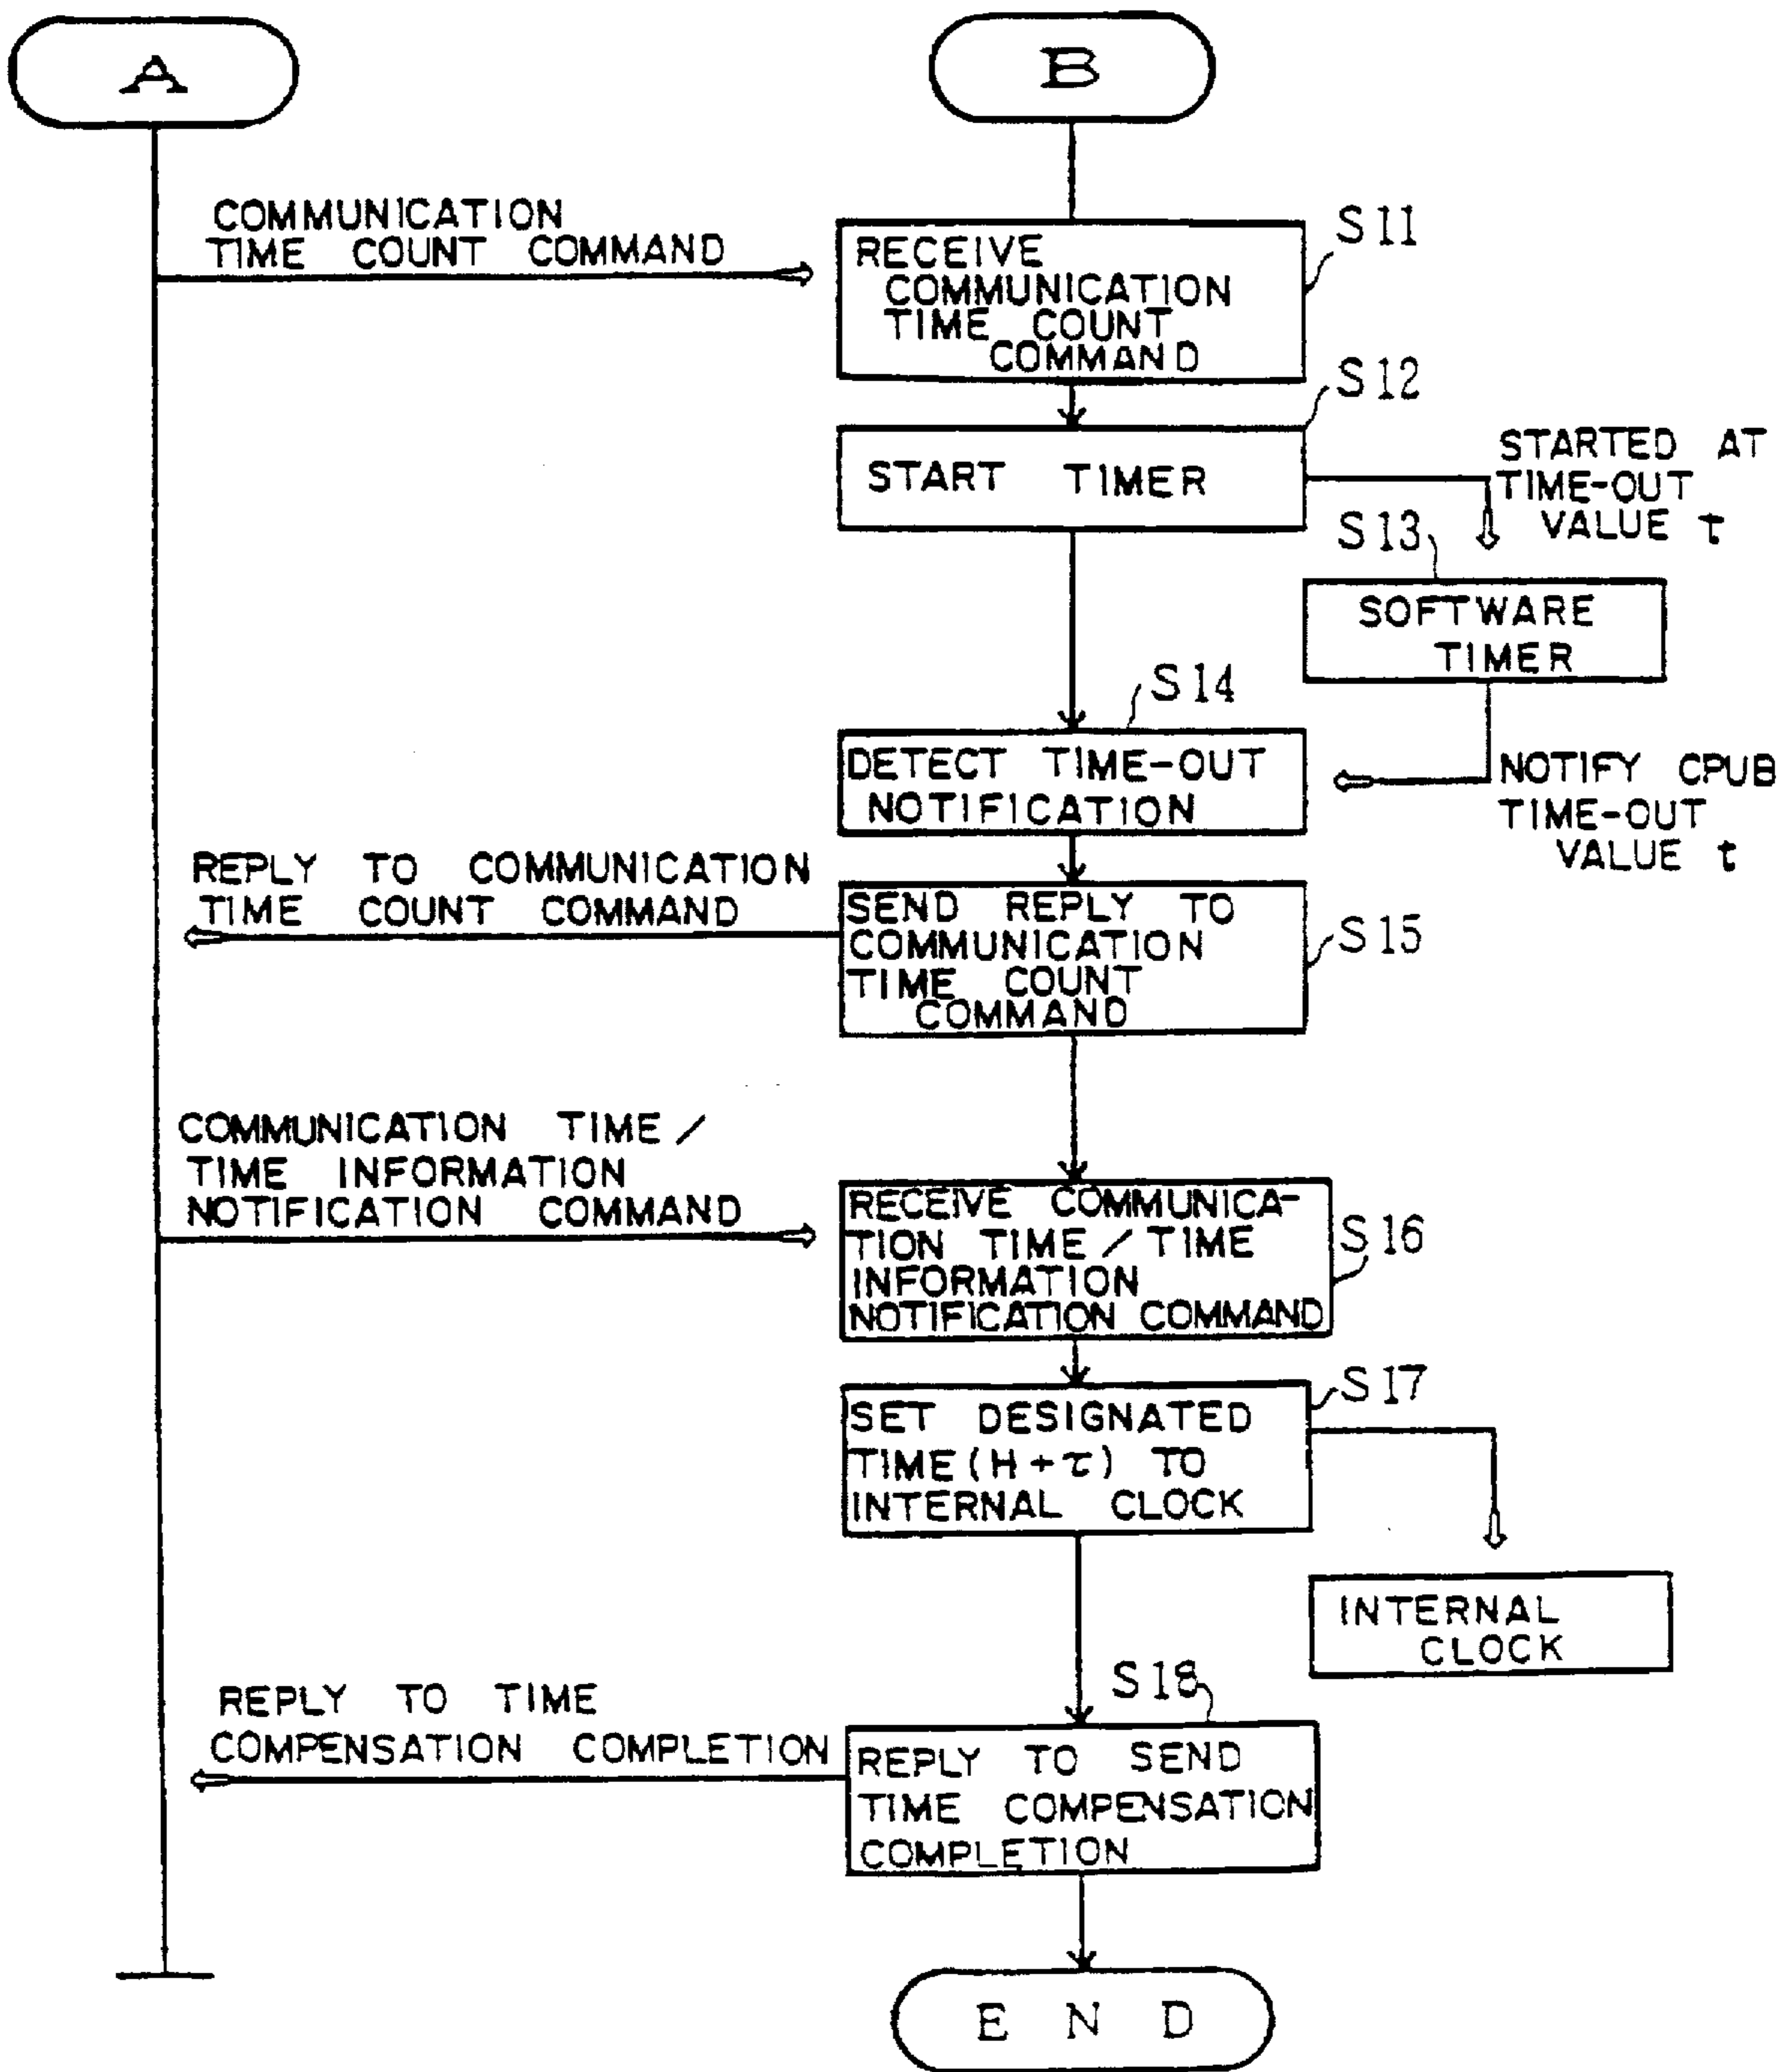 A
B
COMMUNICATION
TIME COUNT COMMAND
RECEIVE
COMMUNICATION
TIME COUNT
COMMAND
S11
S12
START TIMER
STARTED AT
TIME-OUT
VALUE τ
S13
SOFTWARE
TIMER
S14
DETECT TIME-OUT
NOTIFICATION
NOTIFY CPUB
TIME-OUT
VALUE τ
REPLY TO COMMUNICATION
TIME COUNT COMMAND
SEND REPLY TO
COMMUNICATION
TIME COUNT
COMMAND
S15
COMMUNICATION TIME /
TIME INFORMATION
NOTIFICATION COMMAND
RECEIVE COMMUNICA-
TION TIME / TIME
INFORMATION
NOTIFICATION COMMAND
S16
S17
SET DESIGNATED
TIME (H + τ) TO
INTERNAL CLOCK
INTERNAL
CLOCK
S18
REPLY TO TIME
COMPENSATION COMPLETION
REPLY TO SEND
TIME COMPENSATION
COMPLETION
END